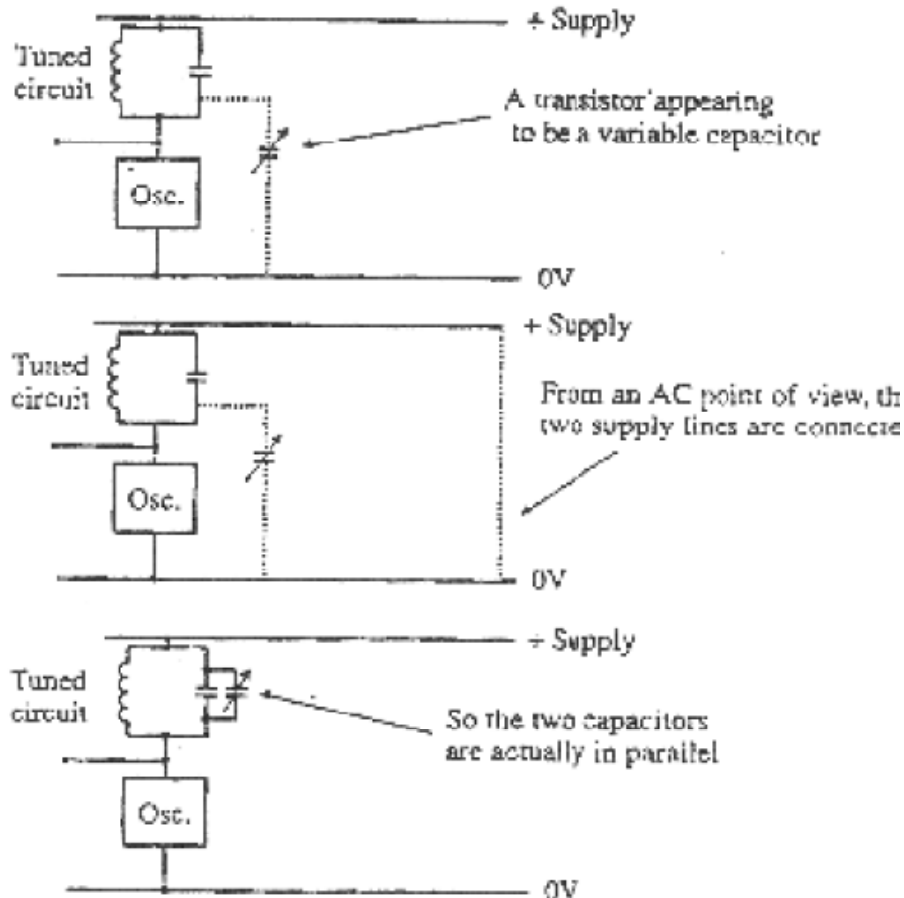 + Supply
Tuned
circuit
A transistor appearing
to be a variable capacitor
Osc.
0V
+ Supply
Tuned
circuit
From an AC point of view, th
two supply lines are connecte
Osc.
0V
+ Supply
Tuned
circuit
So the two capacitors
are actually in parallel
Osc.
0V